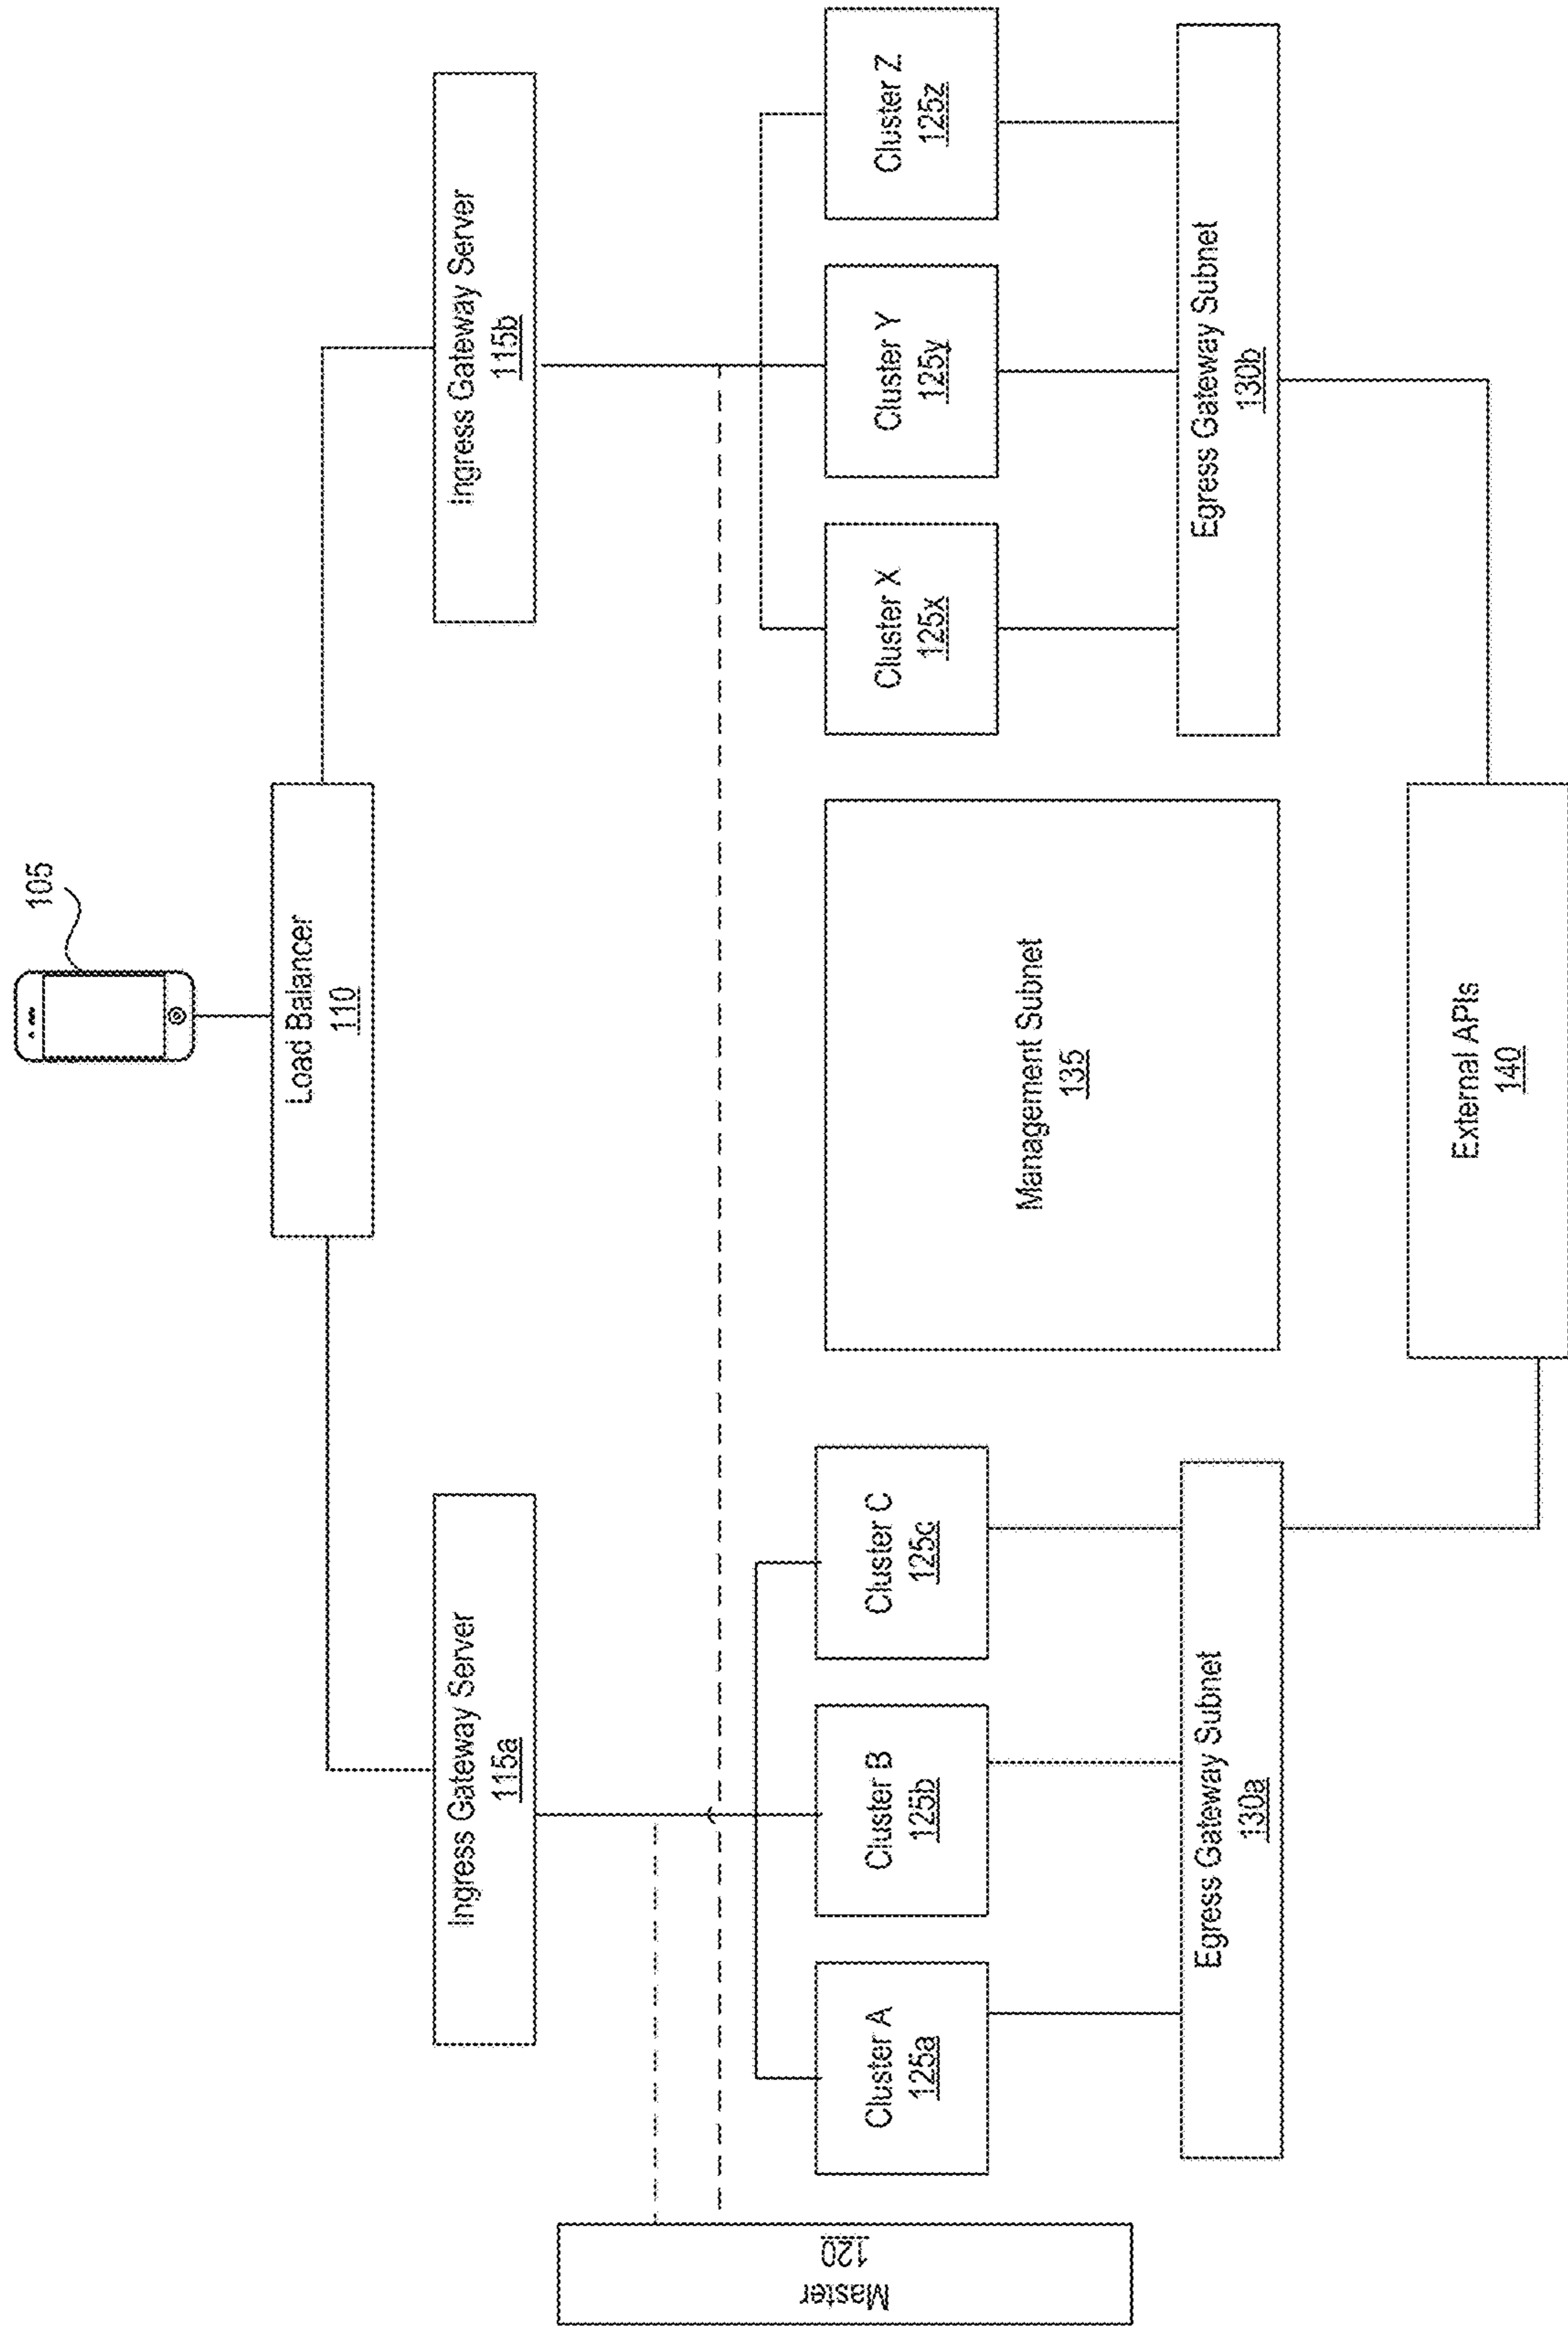 105
Load Balancer
110
Ingress Gateway Server
115a
Ingress Gateway Server
115b
Master
120
Cluster A
125a
Cluster B
125b
Cluster C
125c
Management Subnet
135
Cluster X
125x
Cluster Y
125y
Cluster Z
125z
Egress Gateway Subnet
130a
Egress Gateway Subnet
130b
External APIs
140